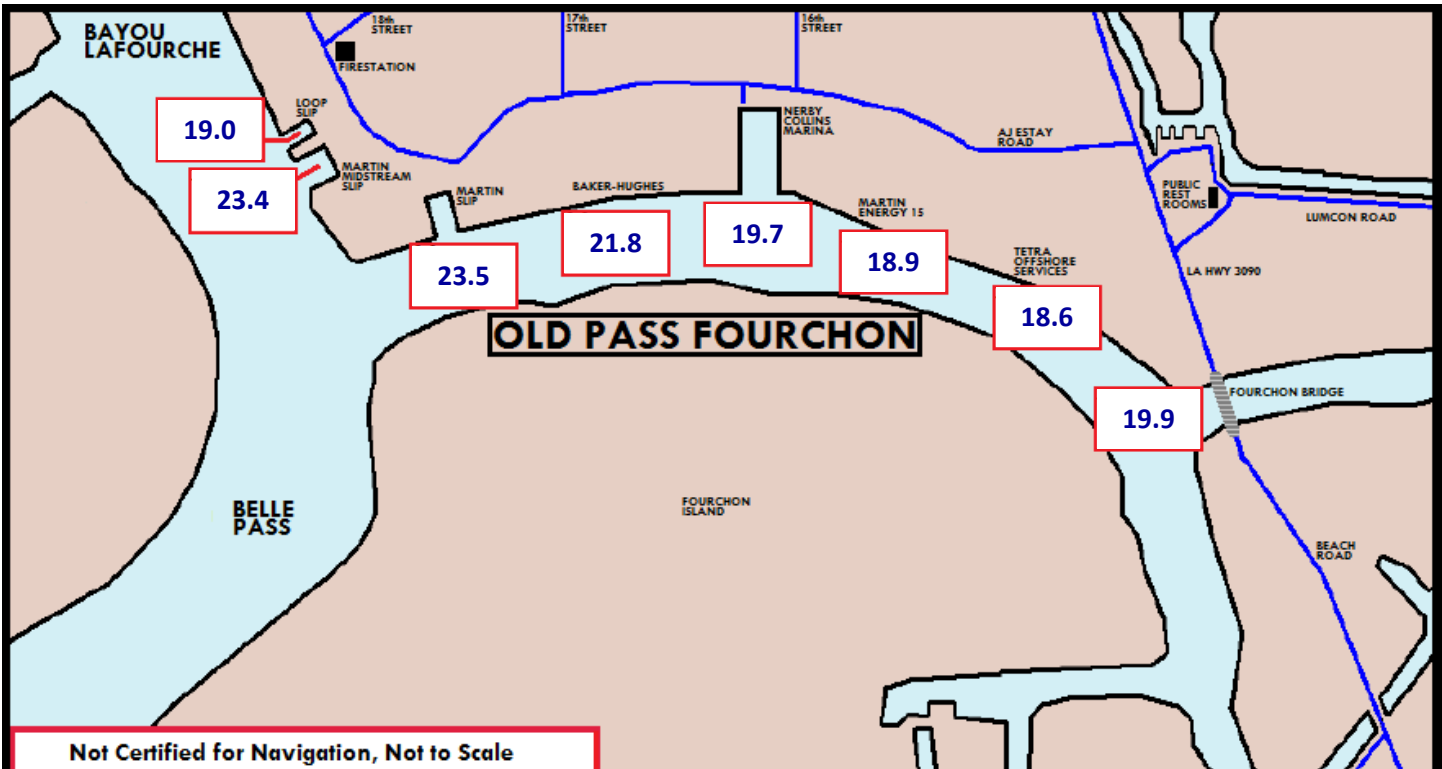 BAYOU
LAFOURCHE
18th
STREET
17th
STREET
16th
STREET
FIRESTATION
LOOP
SLIP
19.0
MARTIN
MIDSTREAM
SLIP
23.4
MARTIN
SLIP
BAKER-HUGHES
NERBY
COLLINS
MARINA
AJ ESTAY
ROAD
PUBLIC
REST
ROOMS
LUMCON ROAD
MARTIN
ENERGY 15
23.5
21.8
19.7
18.9
TETRA
OFFSHORE
SERVICES
18.6
LA HWY 3090
OLD PASS FOURCHON
19.9
FOURCHON BRIDGE
BELLE
PASS
FOURCHON
ISLAND
BEACH
ROAD
Not Certified for Navigation, Not to Scale